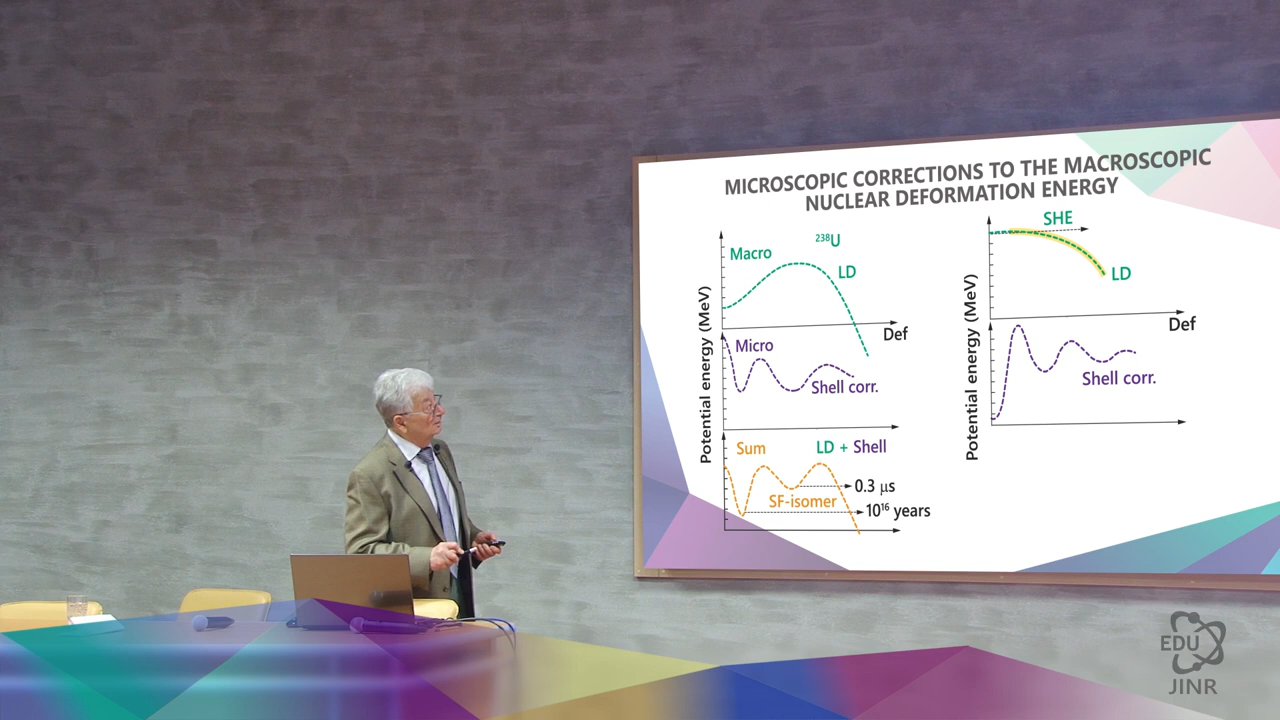 MICROSCOPIC CORRECTIONS TO THE MACROSCOPIC
NUCLEAR DEFORMATION ENERGY
Potential energy (MeV)
Macro
²³⁸U
LD
Def
Micro
Shell corr.
Sum
LD + Shell
0.3 μs
SF-isomer
10¹⁶ years
Potential energy (MeV)
SHE
LD
Def
Shell corr.
EDU
JINR